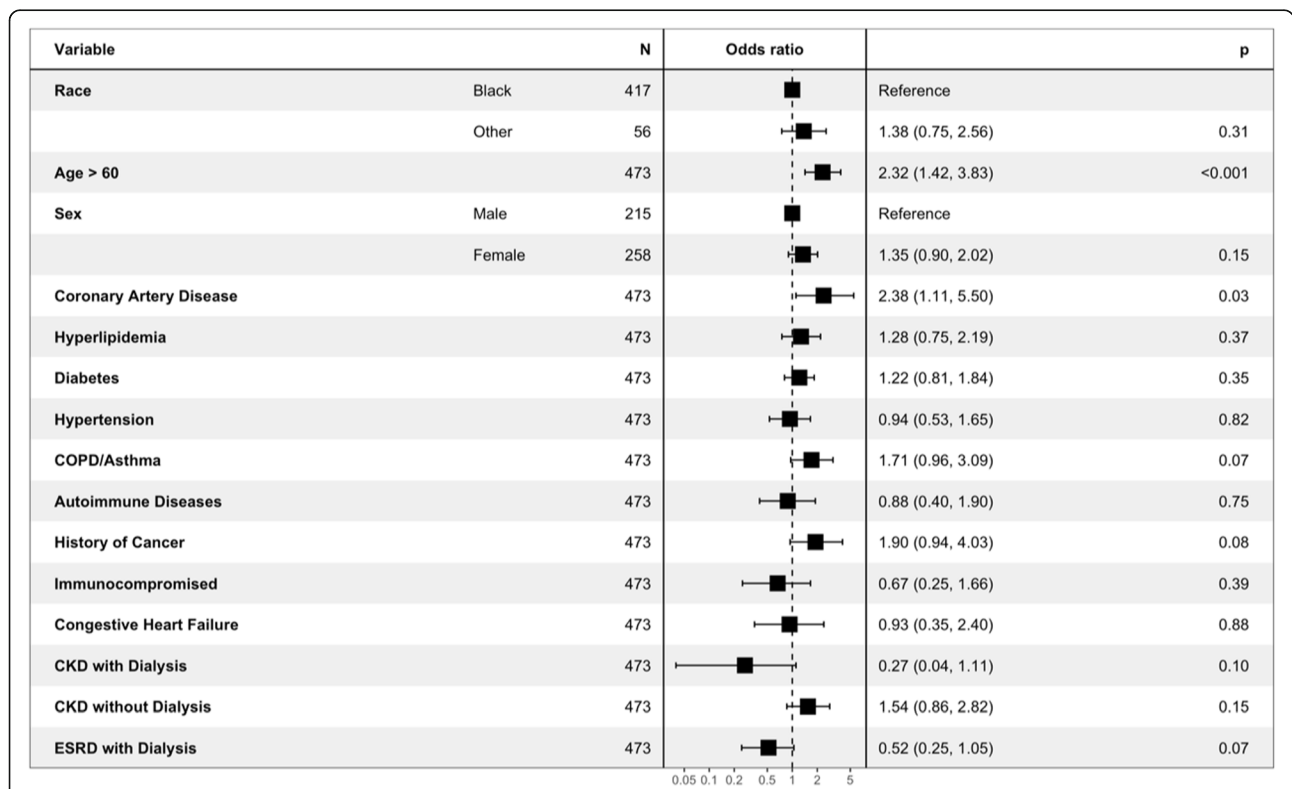 Variable N Odds ratio p
Race Black 417 Reference
Other 56 1.38 (0.75, 2.56) 0.31
Age > 60 473 2.32 (1.42, 3.83) <0.001
Sex Male 215 Reference
Female 258 1.35 (0.90, 2.02) 0.15
Coronary Artery Disease 473 2.38 (1.11, 5.50) 0.03
Hyperlipidemia 473 1.28 (0.75, 2.19) 0.37
Diabetes 473 1.22 (0.81, 1.84) 0.35
Hypertension 473 0.94 (0.53, 1.65) 0.82
COPD/Asthma 473 1.71 (0.96, 3.09) 0.07
Autoimmune Diseases 473 0.88 (0.40, 1.90) 0.75
History of Cancer 473 1.90 (0.94, 4.03) 0.08
Immunocompromised 473 0.67 (0.25, 1.66) 0.39
Congestive Heart Failure 473 0.93 (0.35, 2.40) 0.88
CKD with Dialysis 473 0.27 (0.04, 1.11) 0.10
CKD without Dialysis 473 1.54 (0.86, 2.82) 0.15
ESRD with Dialysis 473 0.52 (0.25, 1.05) 0.07
0.05 0.1 0.2 0.5 1 2 5